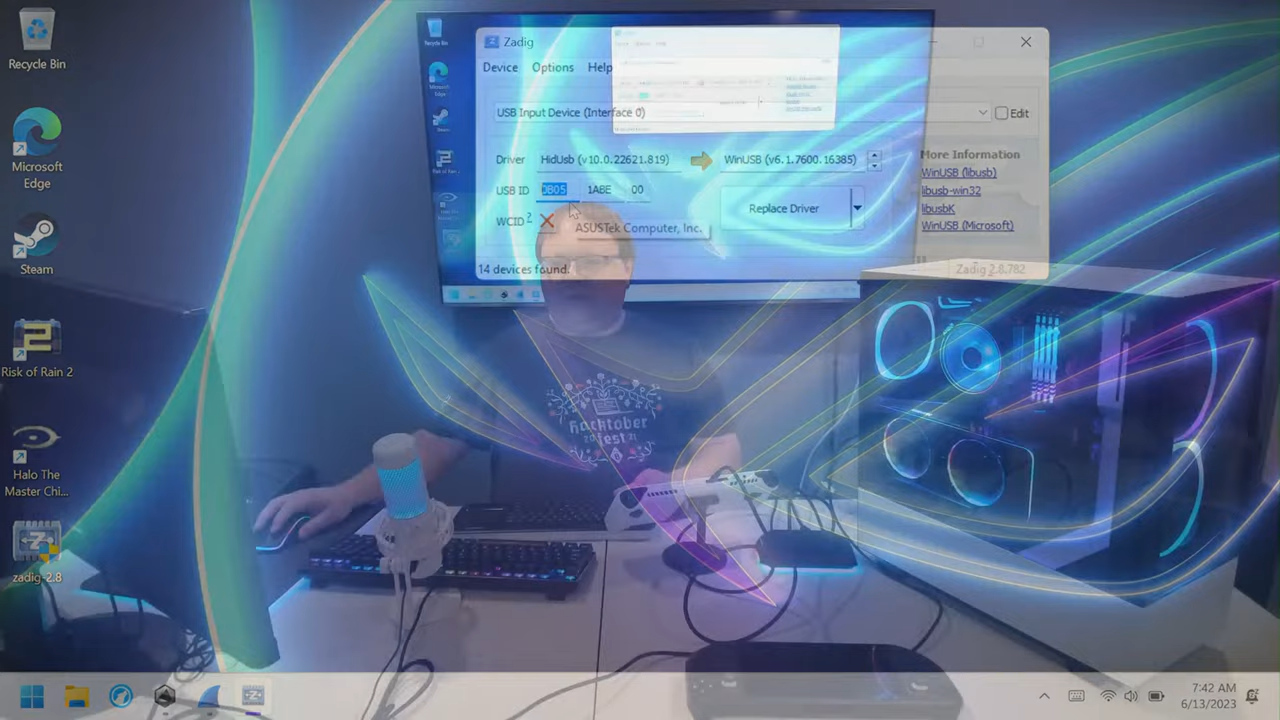 Recycle Bin
Microsoft
Edge
Steam
Risk of Rain 2
Halo The
Master Chi...
zadig-2.8
Zadig
Device Options Help
USB Input Device (Interface 0)
Edit
Driver HidUsb (v10.0.22621.819) WinUSB (v6.1.7600.16385)
USB ID 0B05 1ABE 00
WCID ?
Replace Driver
ASUSTek Computer, Inc.
More Information
WinUSB (libusb)
libusb-win32
libusbK
WinUSB (Microsoft)
14 devices found.
Zadig 2.8.782
Hacktober
fest
7:42 AM
6/13/2023